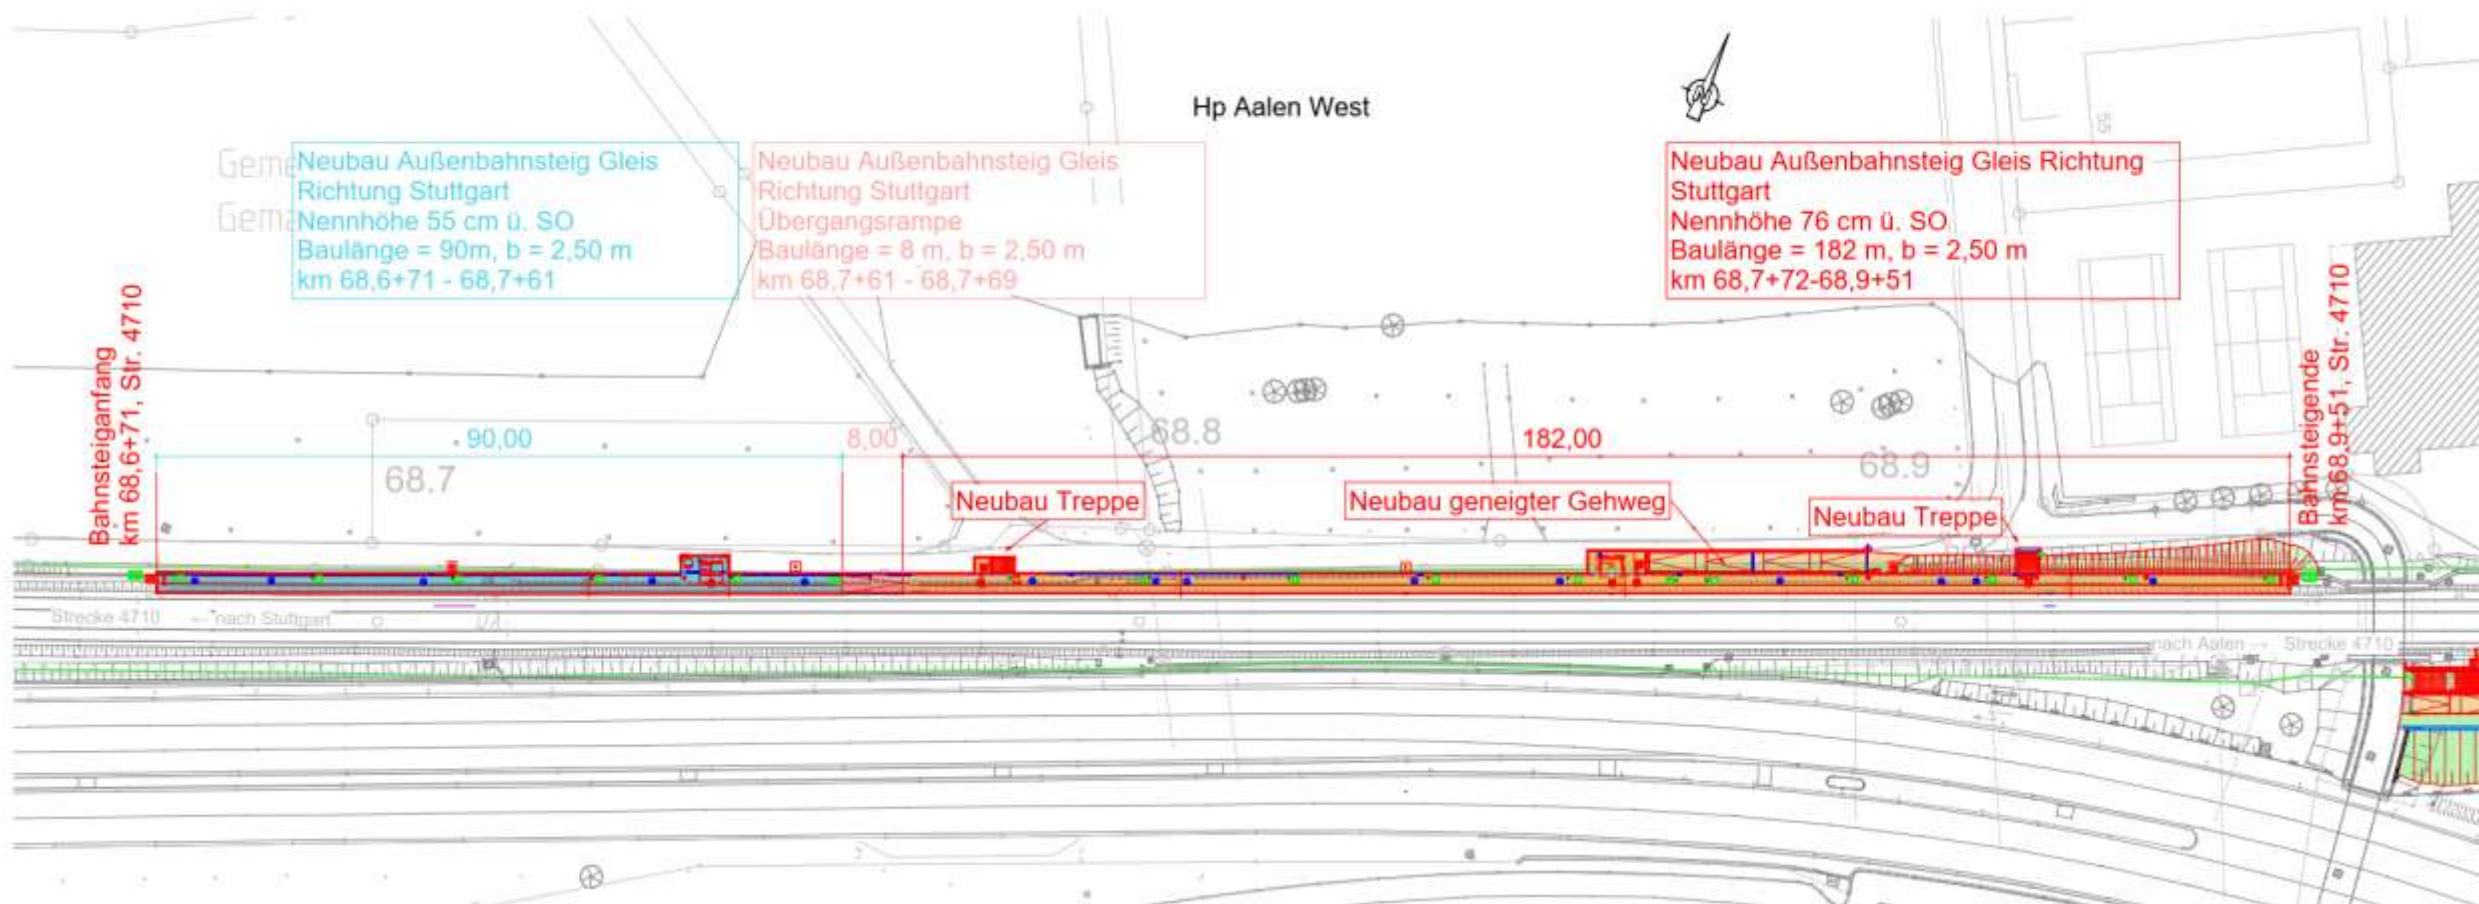 Hp Aalen West
Geme
Gema
Neubau Außenbahnsteig Gleis
Richtung Stuttgart
Nennhöhe 55 cm ü. SO
Baulänge = 90m, b = 2,50 m
km 68,6+71 - 68,7+61
Neubau Außenbahnsteig Gleis
Richtung Stuttgart
Übergangsrampe
Baulänge = 8 m, b = 2,50 m
km 68,7+61 - 68,7+69
Neubau Außenbahnsteig Gleis Richtung
Stuttgart
Nennhöhe 76 cm ü. SO
Baulänge = 182 m, b = 2,50 m
km 68,7+72-68,9+51
55
Bahnsteiganfang
km 68,6+71, Str. 4710
90,00
8,00
182,00
68.7
68.8
68.9
Bahnsteigende
km 68,9+51, Str. 4710
Neubau Treppe
Neubau geneigter Gehweg
Neubau Treppe
Strecke 4710 ← nach Stuttgart
nach Aalen → Strecke 4710